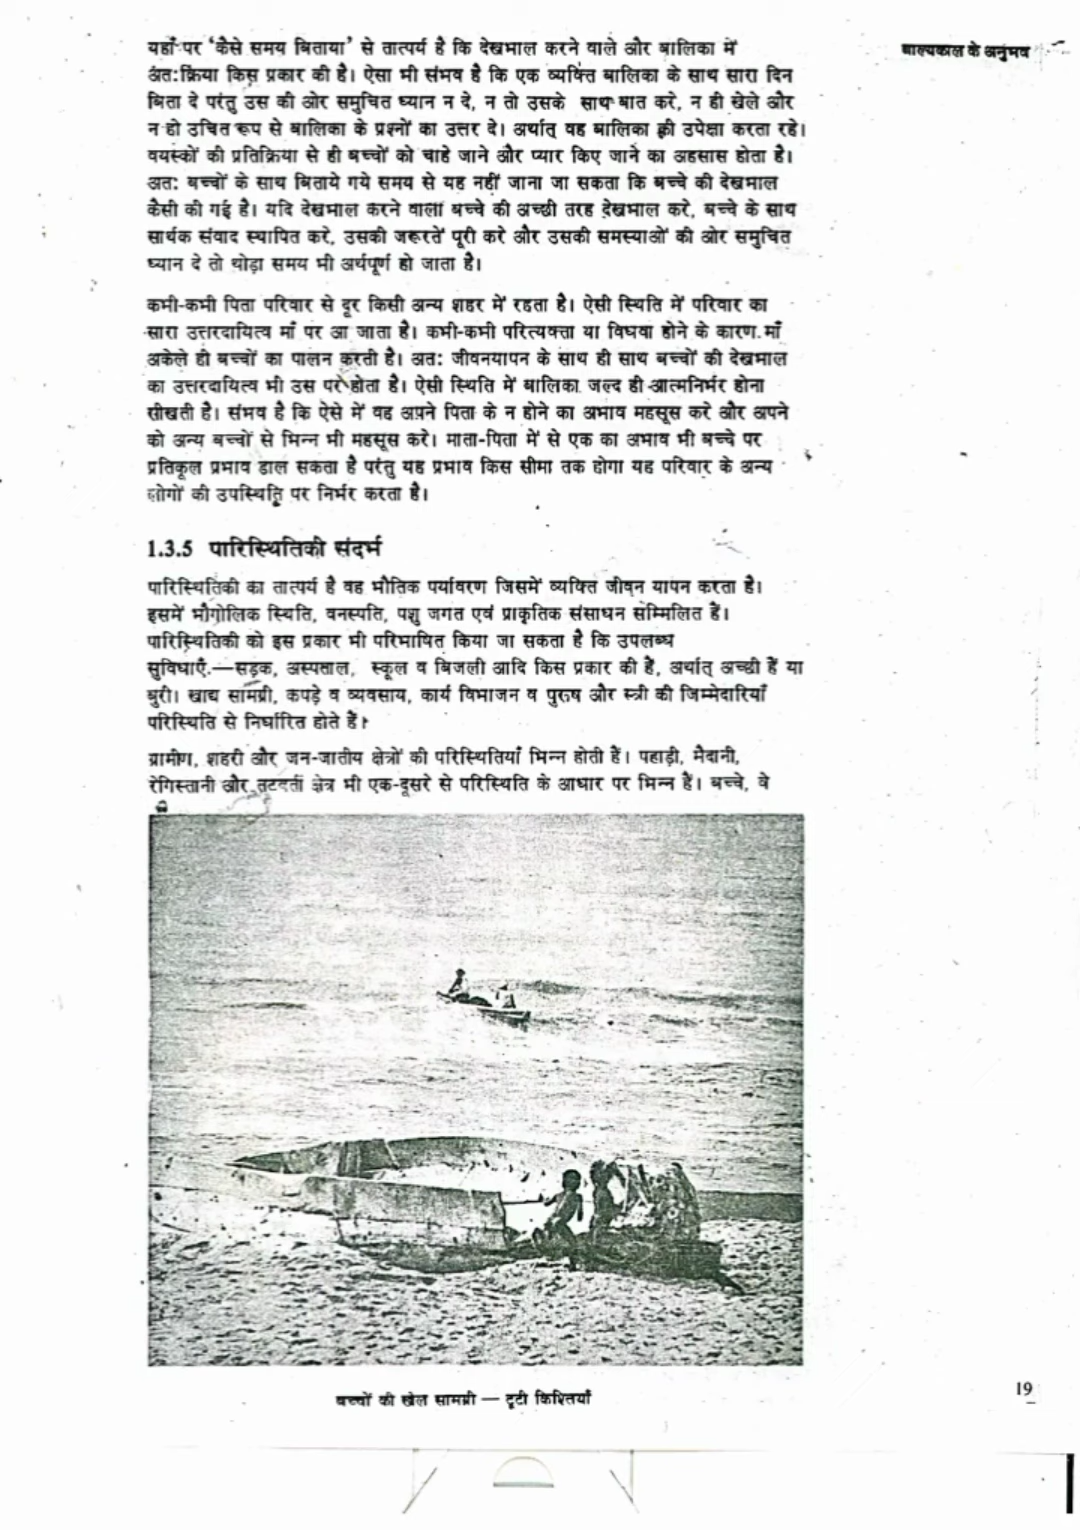 बाल्यकाल के अनुभव
यहाँ पर ‘कैसे समय बिताया’ से तात्पर्य है कि देखभाल करने वाले और बालिका में
अंत:क्रिया किस प्रकार की है। ऐसा भी संभव है कि एक व्यक्ति बालिका के साथ सारा दिन
बिता दे परंतु उस की ओर समुचित ध्यान न दे, न तो उसके साथ बात करे, न ही खेले और
न ही उचित रूप से बालिका के प्रश्नों का उत्तर दे। अर्थात् वह बालिका की उपेक्षा करता रहे।
वयस्कों की प्रतिक्रिया से ही बच्चों को चाहे जाने और प्यार किए जाने का अहसास होता है।
अत: बच्चों के साथ बिताये गये समय से यह नहीं जाना जा सकता कि बच्चे की देखभाल
कैसी की गई है। यदि देखभाल करने वाला बच्चे की अच्छी तरह देखभाल करे, बच्चे के साथ
सार्थक संवाद स्थापित करे, उसकी जरूरतें पूरी करे और उसकी समस्याओं की ओर समुचित
ध्यान दे तो थोड़ा समय भी अर्थपूर्ण हो जाता है।
कभी-कभी पिता परिवार से दूर किसी अन्य शहर में रहता है। ऐसी स्थिति में परिवार का
सारा उत्तरदायित्व माँ पर आ जाता है। कभी-कभी परित्यक्ता या विधवा होने के कारण माँ
अकेले ही बच्चों का पालन करती है। अत: जीवनयापन के साथ ही साथ बच्चों की देखभाल
का उत्तरदायित्व भी उस पर होता है। ऐसी स्थिति में बालिका जल्द ही आत्मनिर्भर होना
सीखती है। संभव है कि ऐसे में वह अपने पिता के न होने का अभाव महसूस करे और अपने
को अन्य बच्चों से भिन्न भी महसूस करे। माता-पिता में से एक का अभाव भी बच्चे पर
प्रतिकूल प्रभाव डाल सकता है परंतु यह प्रभाव किस सीमा तक होगा यह परिवार के अन्य
लोगों की उपस्थिति पर निर्भर करता है।
1.3.5 पारिस्थितिकी संदर्भ
पारिस्थितिकी का तात्पर्य है वह भौतिक पर्यावरण जिसमें व्यक्ति जीवन यापन करता है।
इसमें भौगोलिक स्थिति, वनस्पति, पशु जगत एवं प्राकृतिक संसाधन सम्मिलित हैं।
पारिस्थितिकी को इस प्रकार भी परिभाषित किया जा सकता है कि उपलब्ध
सुविधाएँ—सड़क, अस्पताल, स्कूल व बिजली आदि किस प्रकार की हैं, अर्थात् अच्छी हैं या
बुरी। खाद्य सामग्री, कपड़े व व्यवसाय, कार्य विभाजन व पुरुष और स्त्री की जिम्मेदारियाँ
परिस्थिति से निर्धारित होते हैं।
ग्रामीण, शहरी और जन-जातीय क्षेत्रों की परिस्थितियाँ भिन्न होती हैं। पहाड़ी, मैदानी,
रेगिस्तानी और तटवर्ती क्षेत्र भी एक-दूसरे से परिस्थिति के आधार पर भिन्न हैं। बच्चे, वे
बच्चों की खेल सामग्री — टूटी किश्तियाँ
19